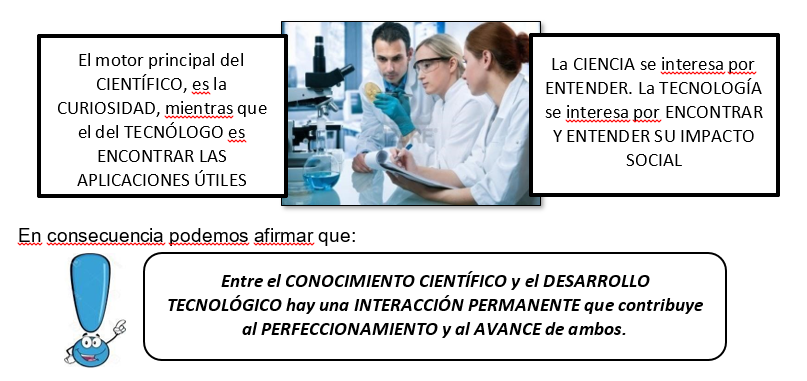 El motor principal del
CIENTÍFICO, es la
CURIOSIDAD, mientras que
el del TECNÓLOGO es
ENCONTRAR LAS
APLICACIONES ÚTILES
La CIENCIA se interesa por
ENTENDER. La TECNOLOGÍA
se interesa por ENCONTRAR
Y ENTENDER SU IMPACTO
SOCIAL
En consecuencia podemos afirmar que:
Entre el CONOCIMIENTO CIENTÍFICO y el DESARROLLO
TECNOLÓGICO hay una INTERACCIÓN PERMANENTE que contribuye
al PERFECCIONAMIENTO y al AVANCE de ambos.